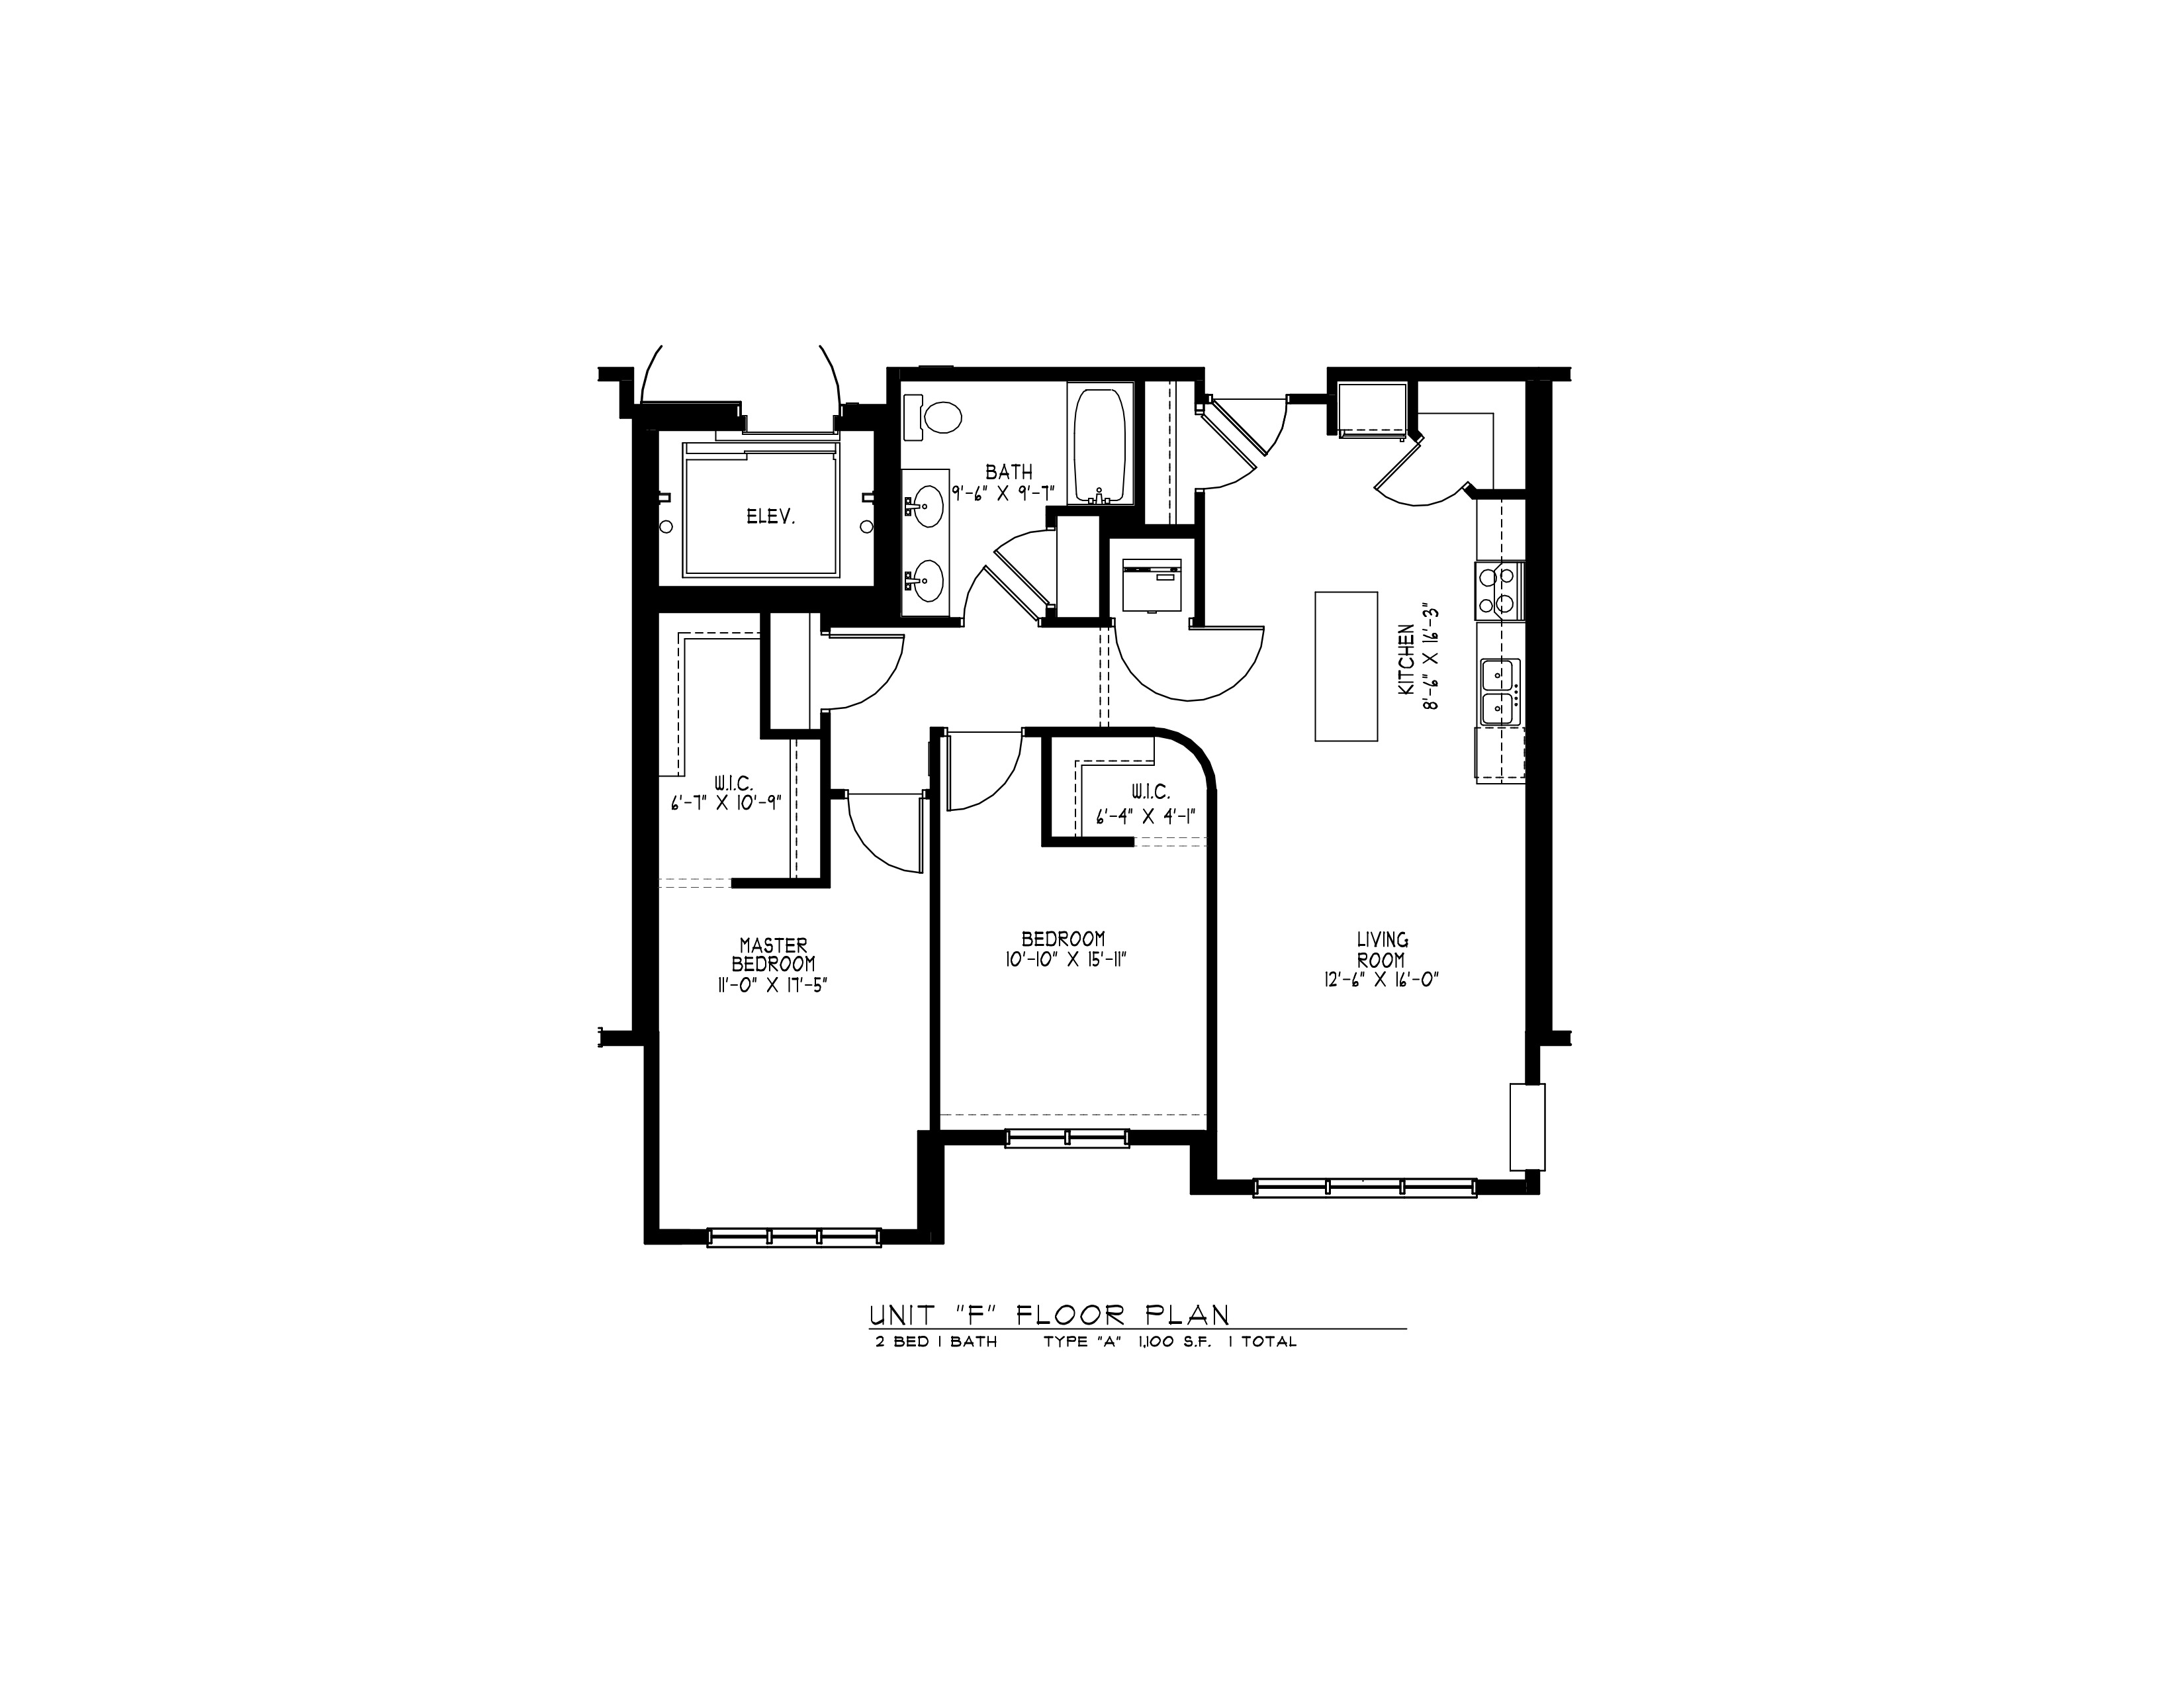 BATH
9'-6" X 9'-7"
ELEV.
KITCHEN
8'-6" X 16'-3"
W.I.C.
6'-7" X 10'-9"
W.I.C.
6'-4" X 4'-1"
MASTER
BEDROOM
11'-0" X 17'-5"
BEDROOM
10'-10" X 15'-11"
LIVING
ROOM
12'-6" X 16'-0"
UNIT "F" FLOOR PLAN
2 BED 1 BATH TYPE "A" 1,100 S.F. 1 TOTAL